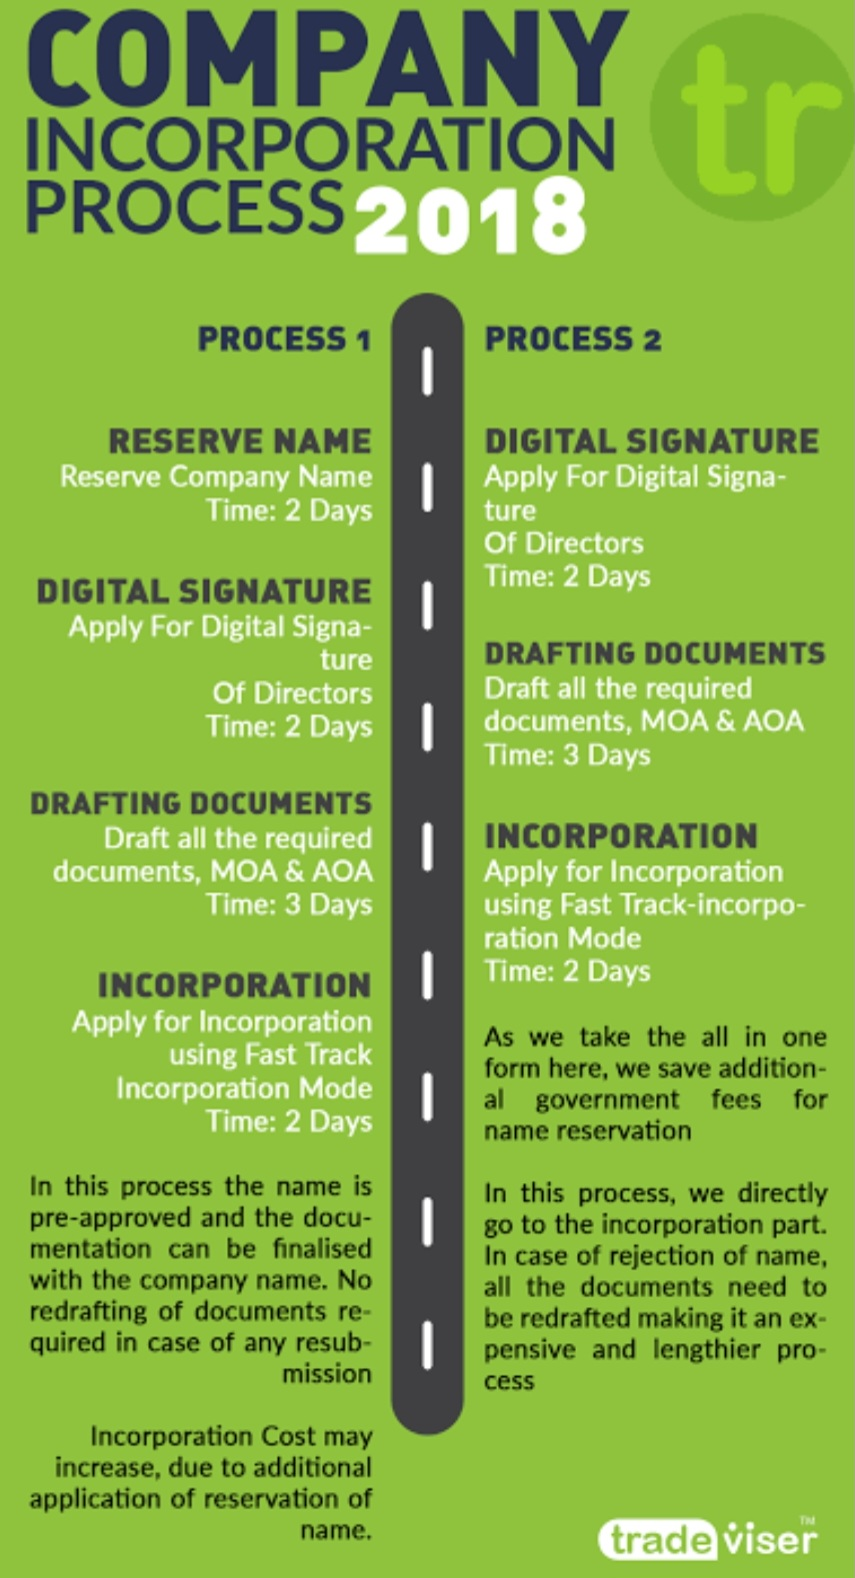 COMPANY
INCORPORATION
PROCESS 2018
tr
PROCESS 1
RESERVE NAME
Reserve Company Name
Time: 2 Days
DIGITAL SIGNATURE
Apply For Digital Signa-
ture
Of Directors
Time: 2 Days
DRAFTING DOCUMENTS
Draft all the required
documents, MOA & AOA
Time: 3 Days
INCORPORATION
Apply for Incorporation
using Fast Track
Incorporation Mode
Time: 2 Days
In this process the name is
pre-approved and the docu-
mentation can be finalised
with the company name. No
redrafting of documents re-
quired in case of any resub-
mission
Incorporation Cost may
increase, due to additional
application of reservation of
name.
PROCESS 2
DIGITAL SIGNATURE
Apply For Digital Signa-
ture
Of Directors
Time: 2 Days
DRAFTING DOCUMENTS
Draft all the required
documents, MOA & AOA
Time: 3 Days
INCORPORATION
Apply for Incorporation
using Fast Track-incorpo-
ration Mode
Time: 2 Days
As we take the all in one
form here, we save addition-
al government fees for
name reservation
In this process, we directly
go to the incorporation part.
In case of rejection of name,
all the documents need to
be redrafted making it an ex-
pensive and lengthier pro-
cess
tradeviser™